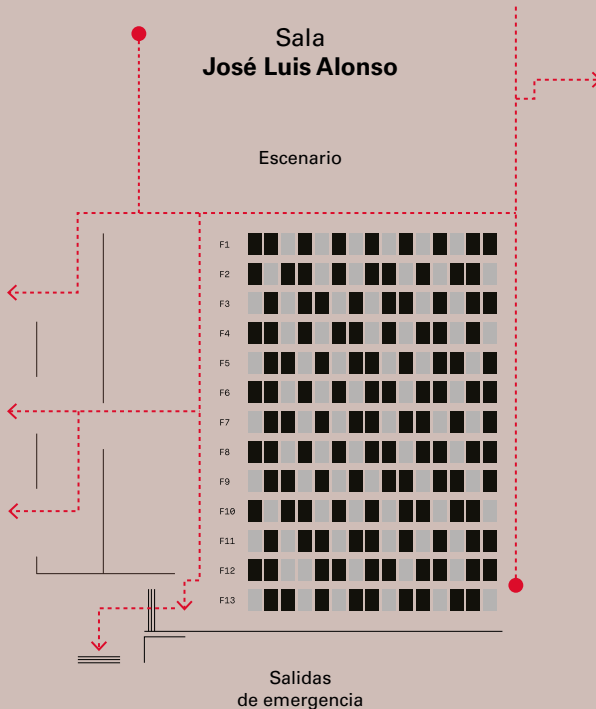 Sala
José Luis Alonso
Escenario
F1
F2
F3
F4
F5
F6
F7
F8
F9
F10
F11
F12
F13
Salidas
de emergencia